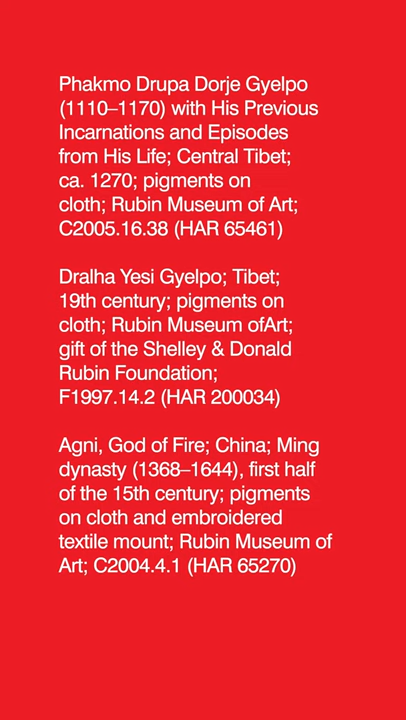 Phakmo Drupa Dorje Gyelpo
(1110–1170) with His Previous
Incarnations and Episodes
from His Life; Central Tibet;
ca. 1270; pigments on
cloth; Rubin Museum of Art;
C2005.16.38 (HAR 65461)
Dralha Yesi Gyelpo; Tibet;
19th century; pigments on
cloth; Rubin Museum ofArt;
gift of the Shelley & Donald
Rubin Foundation;
F1997.14.2 (HAR 200034)
Agni, God of Fire; China; Ming
dynasty (1368–1644), first half
of the 15th century; pigments
on cloth and embroidered
textile mount; Rubin Museum of
Art; C2004.4.1 (HAR 65270)